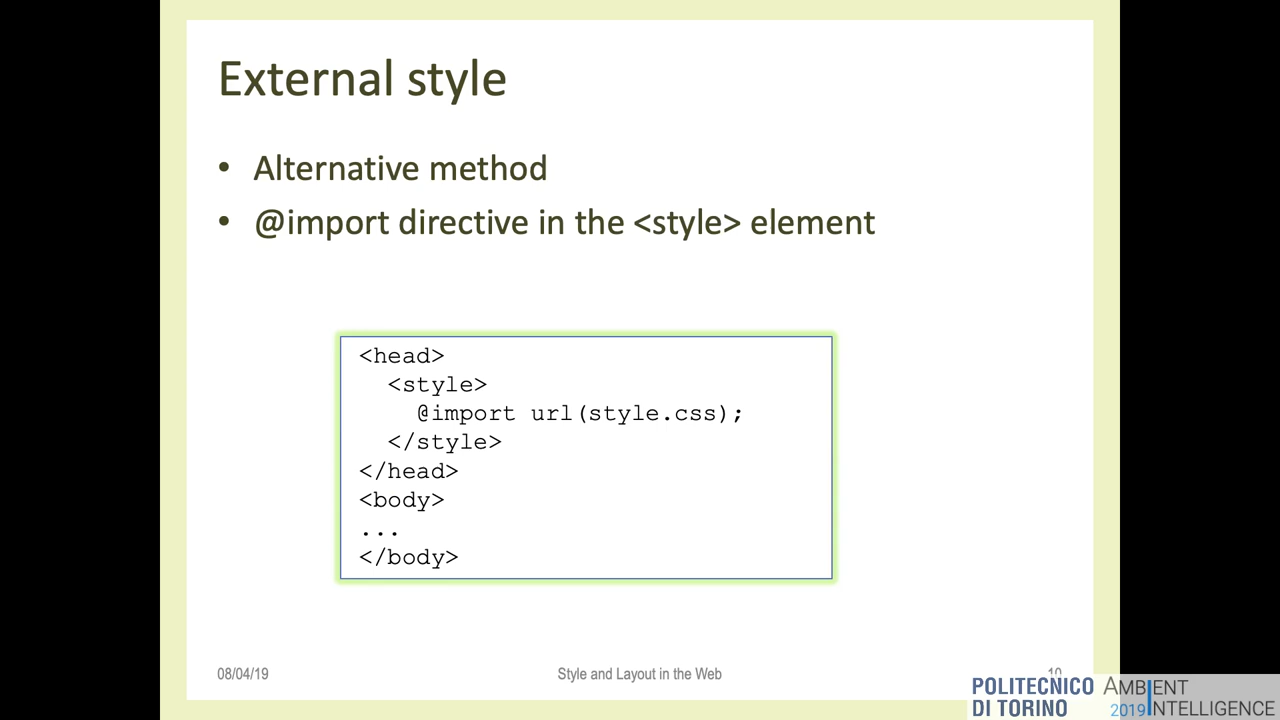 External style
• Alternative method
• @import directive in the <style> element
<head>
<style>
@import url(style.css);
</style>
</head>
<body>
...
</body>
08/04/19
Style and Layout in the Web
10
POLITECNICO
DI TORINO
AMBIENT
2019 INTELLIGENCE